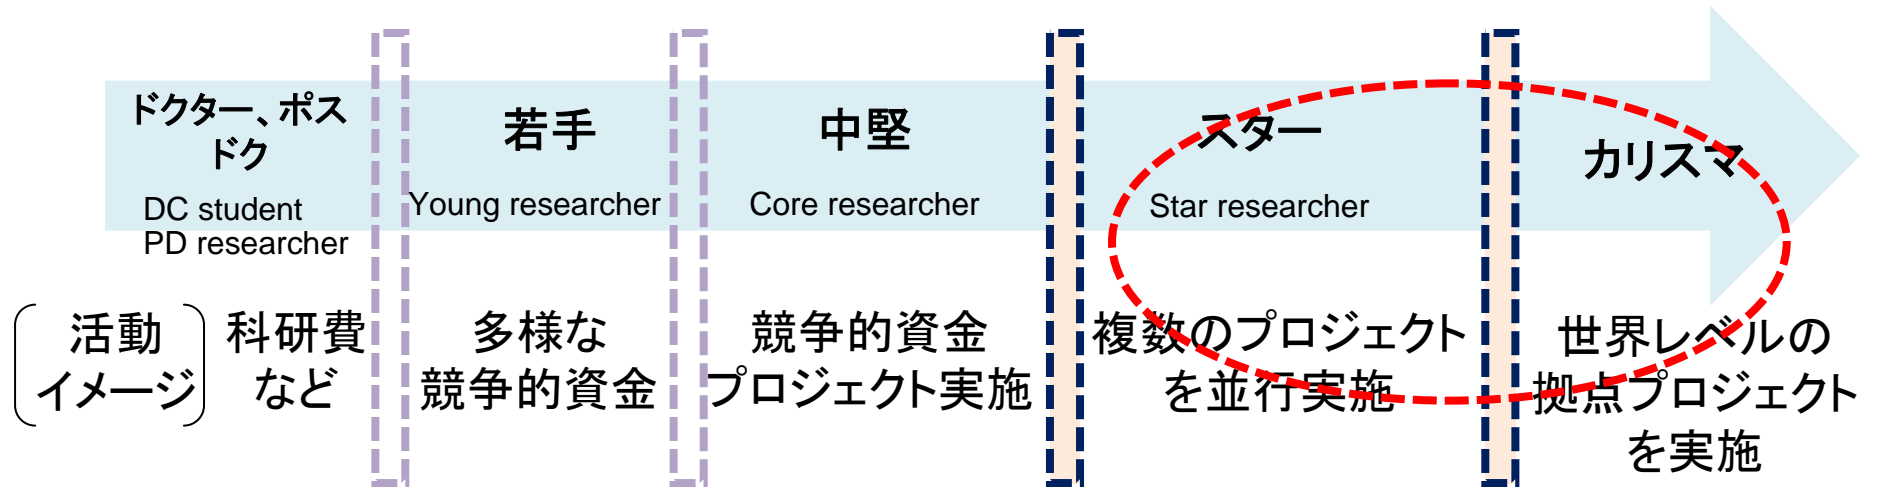 ドクター、ポス
ドク
DC student
PD researcher
若手
Young researcher
中堅
Core researcher
スター
Star researcher
カリスマ
活動
イメージ
科研費
など
多様な
競争的資金
競争的資金
プロジェクト実施
複数のプロジェクト
を並行実施
世界レベルの
拠点プロジェクト
を実施